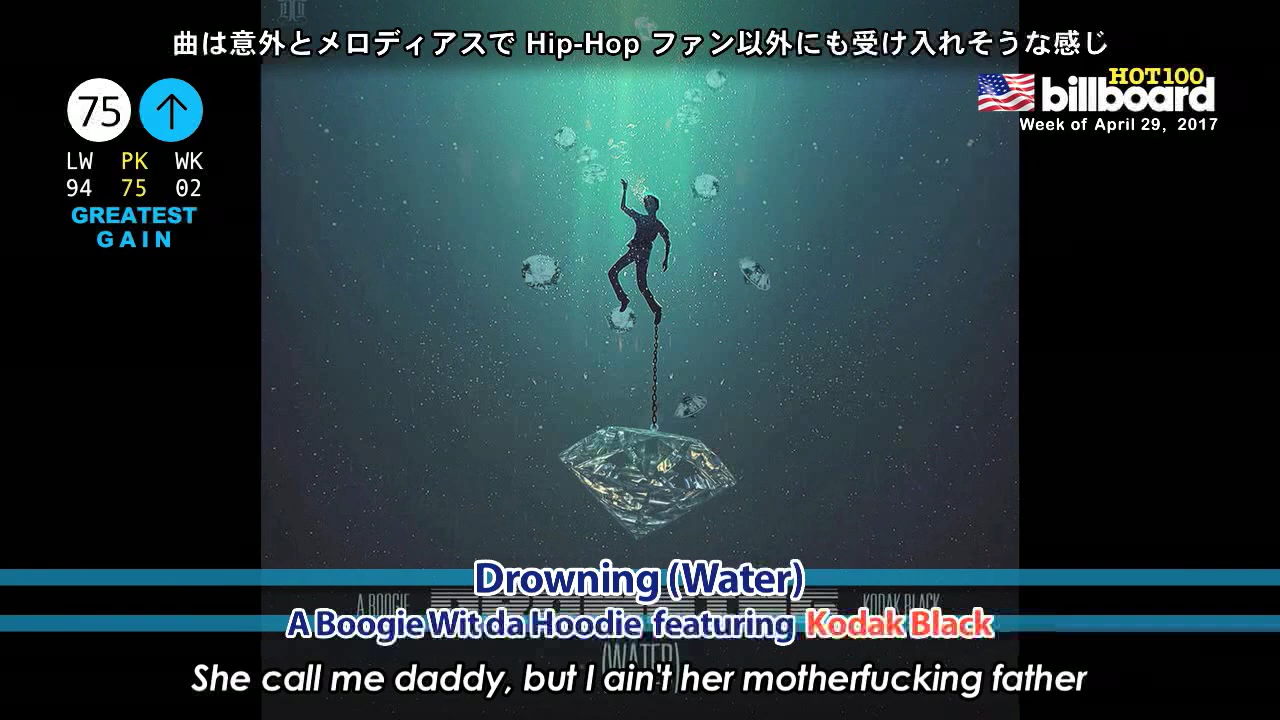 曲は意外とメロディアスで Hip-Hop ファン以外にも受け入れそうな感じ
75 ↑
LW PK WK
94 75 02
GREATEST
GAIN
HOT100
billboard
Week of April 29, 2017
Drowning (Water)
A BOOGIE KODAK BLACK
A Boogie Wit da Hoodie featuring Kodak Black
(WATER)
She call me daddy, but I ain't her motherfucking father